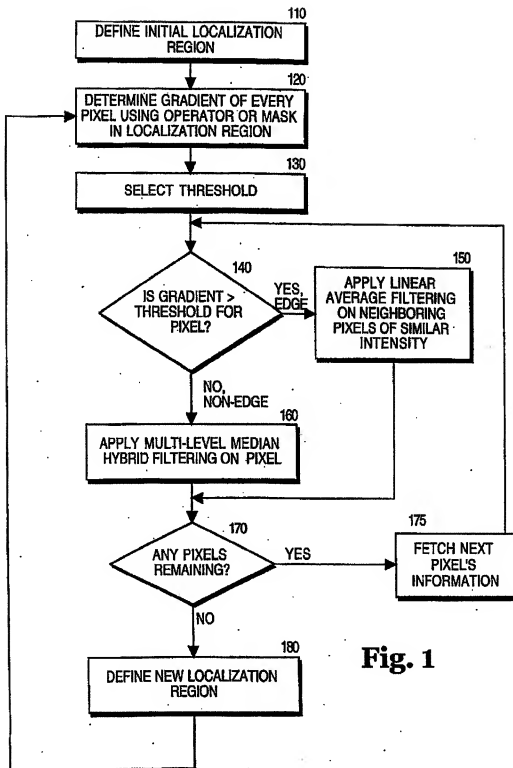 110
DEFINE INITIAL LOCALIZATION
REGION
120
DETERMINE GRADIENT OF EVERY
PIXEL USING OPERATOR OR MASK
IN LOCALIZATION REGION
130
SELECT THRESHOLD
140
IS GRADIENT >
THRESHOLD FOR
PIXEL?
YES,
EDGE
150
APPLY LINEAR
AVERAGE FILTERING
ON NEIGHBORING
PIXELS OF SIMILAR
INTENSITY
NO,
NON-EDGE
160
APPLY MULTI-LEVEL MEDIAN
HYBRID FILTERING ON PIXEL
170
ANY PIXELS
REMAINING?
YES
175
FETCH NEXT
PIXEL'S
INFORMATION
NO
180
DEFINE NEW LOCALIZATION
REGION
Fig. 1